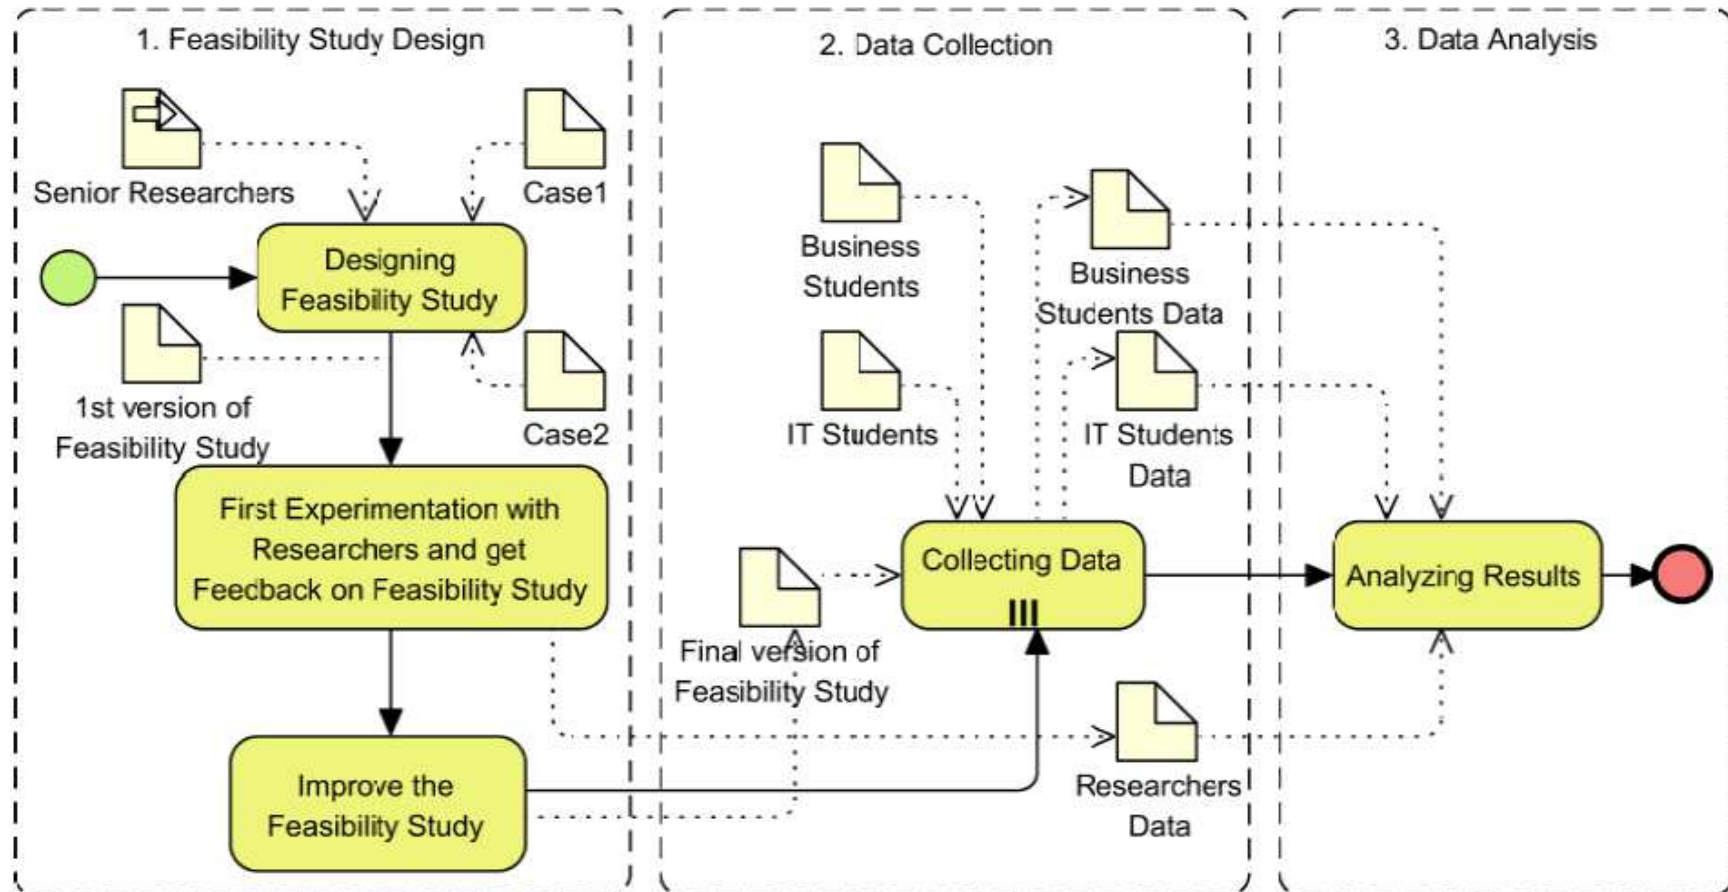 1. Feasibility Study Design
Senior Researchers
Case1
Designing
Feasibility Study
1st version of
Feasibility Study
Case2
First Experimentation with
Researchers and get
Feedback on Feasibility Study
Improve the
Feasibility Study
2. Data Collection
Business
Students
Business
Students Data
IT Students
IT Students
Data
Collecting Data
Final version of
Feasibility Study
Researchers
Data
3. Data Analysis
Analyzing Results